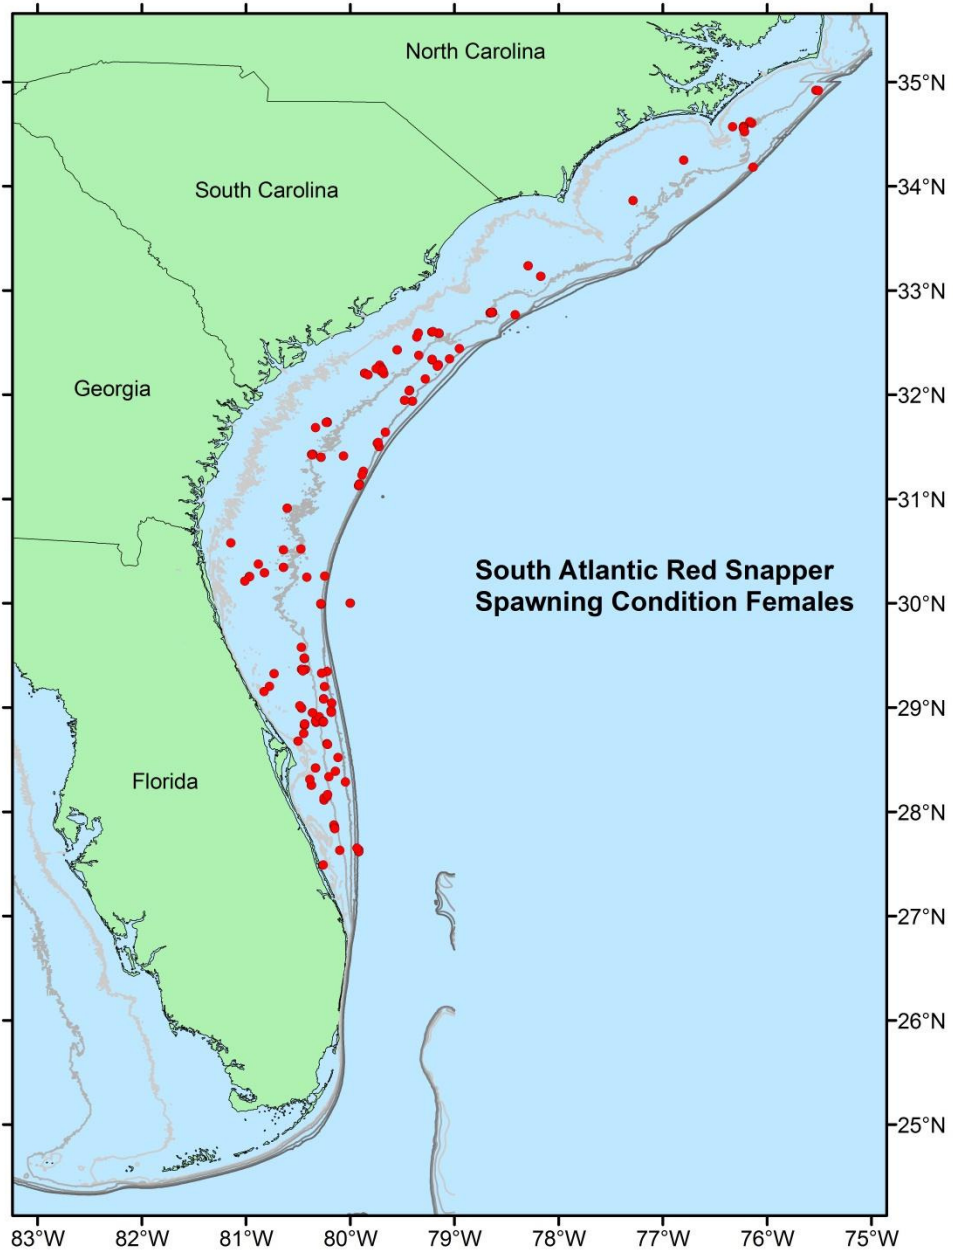 North Carolina
35°N
South Carolina
34°N
33°N
Georgia
32°N
31°N
South Atlantic Red Snapper
Spawning Condition Females
30°N
29°N
Florida
28°N
27°N
26°N
25°N
83°W 82°W 81°W 80°W 79°W 78°W 77°W 76°W 75°W